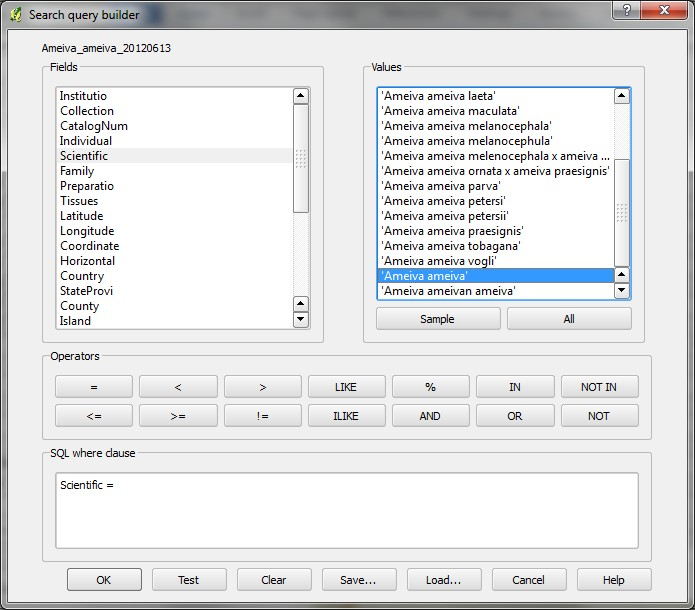 Search query builder
Ameiva_ameiva_20120613
Fields
Institutio
Collection
CatalogNum
Individual
Scientific
Family
Preparatio
Tissues
Latitude
Longitude
Coordinate
Horizontal
Country
StateProvi
County
Island
Values
'Ameiva ameiva laeta'
'Ameiva ameiva maculata'
'Ameiva ameiva melanocephala'
'Ameiva ameiva melanocephula'
'Ameiva ameiva melenocephala x ameiva ...
'Ameiva ameiva ornata x ameiva praesignis'
'Ameiva ameiva parva'
'Ameiva ameiva petersi'
'Ameiva ameiva petersii'
'Ameiva ameiva praesignis'
'Ameiva ameiva tobagana'
'Ameiva ameiva vogli'
'Ameiva ameiva'
'Ameiva ameivan ameiva'
Sample All
Operators
= < > LIKE % IN NOT IN
<= >= != ILIKE AND OR NOT
SQL where clause
Scientific =
OK Test Clear Save... Load... Cancel Help